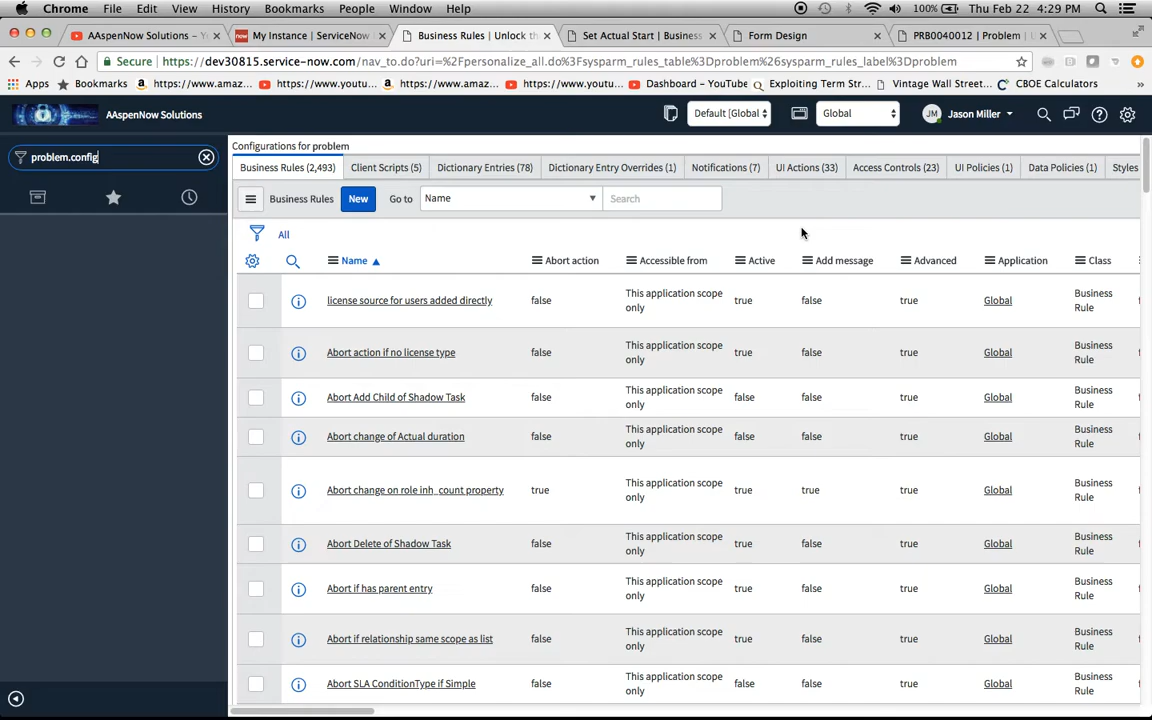 Chrome File Edit View History Bookmarks People Window Help 100% Thu Feb 22 4:29 PM
AAspenNow Solutions – Y My Instance | ServiceNow Business Rules | Unlock th Set Actual Start | Business Form Design PRB0040012 | Problem |
Secure https://dev30815.service-now.com/nav_to.do?uri=%2Fpersonalize_all.do%3Fsysparm_rules_table%3Dproblem%26sysparm_rules_label%3Dproblem
Apps Bookmarks https://www.amaz... https://www.youtu... https://www.amaz... https://www.youtu... Dashboard – YouTube Exploiting Term Str... Vintage Wall Street... CBOE Calculators »
AAspenNow Solutions Default [Global Global JM Jason Miller
Configurations for problem
problem.config
Business Rules (2,493) Client Scripts (5) Dictionary Entries (78) Dictionary Entry Overrides (1) Notifications (7) UI Actions (33) Access Controls (23) UI Policies (1) Data Policies (1) Styles
Business Rules New Go to Name Search
All
Name Abort action Accessible from Active Add message Advanced Application Class
license source for users added directly false This application scope only true false true Global Business Rule
Abort action if no license type false This application scope only true false true Global Business Rule
Abort Add Child of Shadow Task false This application scope only false false true Global Business Rule
Abort change of Actual duration false This application scope only false false true Global Business Rule
Abort change on role inh_count property true This application scope only true true true Global Business Rule
Abort Delete of Shadow Task false This application scope only true false true Global Business Rule
Abort if has parent entry false This application scope only true false true Global Business Rule
Abort if relationship same scope as list false This application scope only true false true Global Business Rule
Abort SLA ConditionType if Simple false This application scope only false false true Global Business Rule